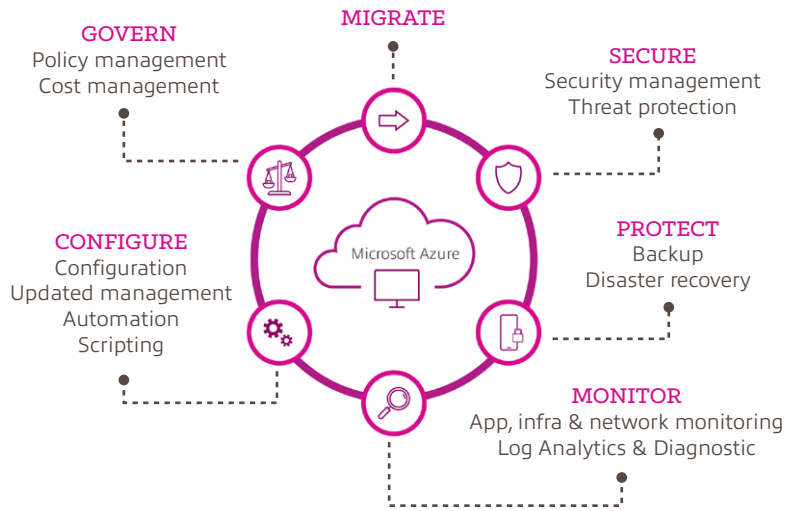 MIGRATE
GOVERN
Policy management
Cost management
SECURE
Security management
Threat protection
CONFIGURE
Configuration
Updated management
Automation
Scripting
Microsoft Azure
PROTECT
Backup
Disaster recovery
MONITOR
App, infra & network monitoring
Log Analytics & Diagnostic